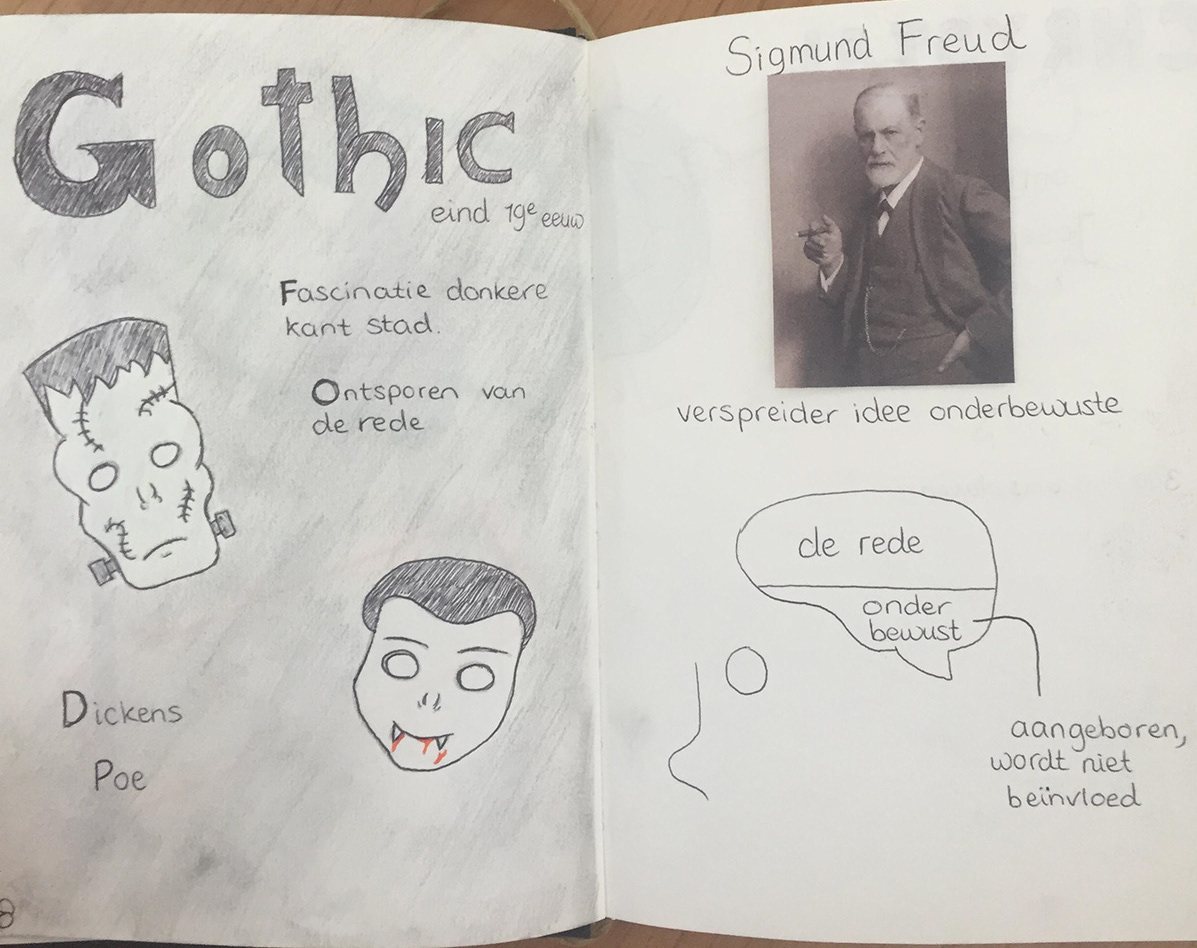 Gothic
eind 19e eeuw
Fascinatie donkere
kant stad.
Ontsporen van
de rede
Dickens
Poe
8
Sigmund Freud
verspreider idee onderbewuste
de rede
onder
bewust
aangeboren,
wordt niet
beïnvloed